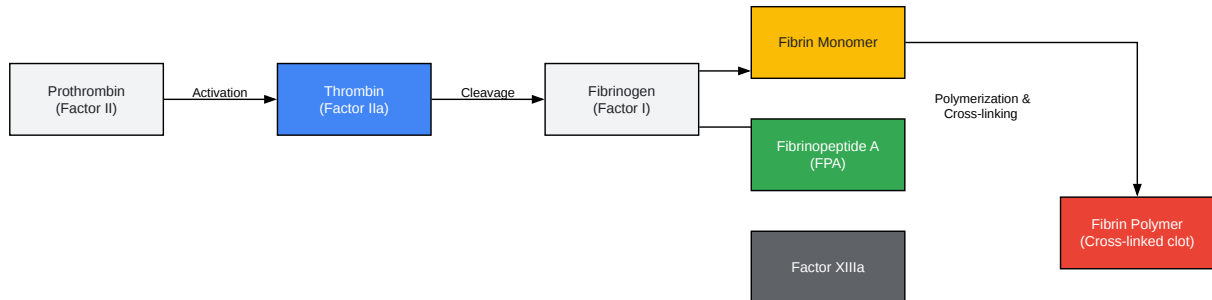 Prothrombin
(Factor II)
Activation
Thrombin
(Factor IIa)
Cleavage
Fibrinogen
(Factor I)
Fibrin Monomer
Fibrinopeptide A
(FPA)
Factor XIIIa
Polymerization &
Cross-linking
Fibrin Polymer
(Cross-linked clot)